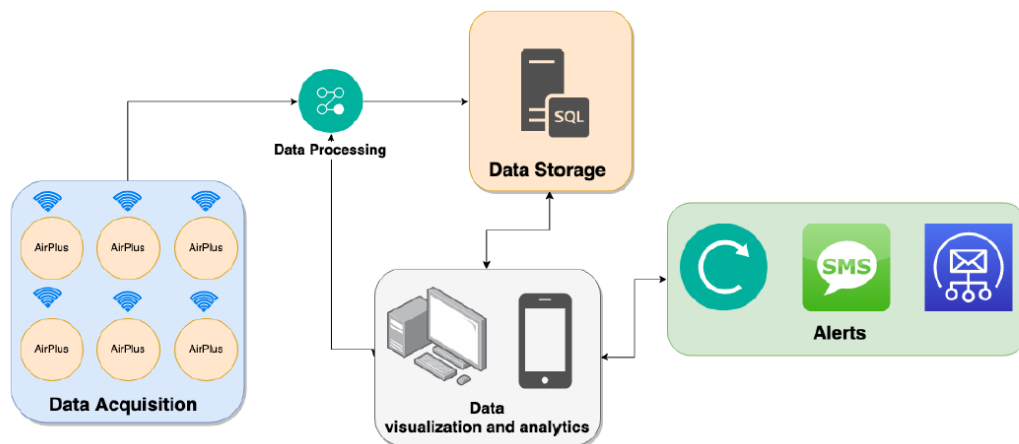 SQL
Data Storage
Data Processing
AirPlus AirPlus AirPlus
AirPlus AirPlus AirPlus
Data Acquisition
SMS
Alerts
Data
visualization and analytics